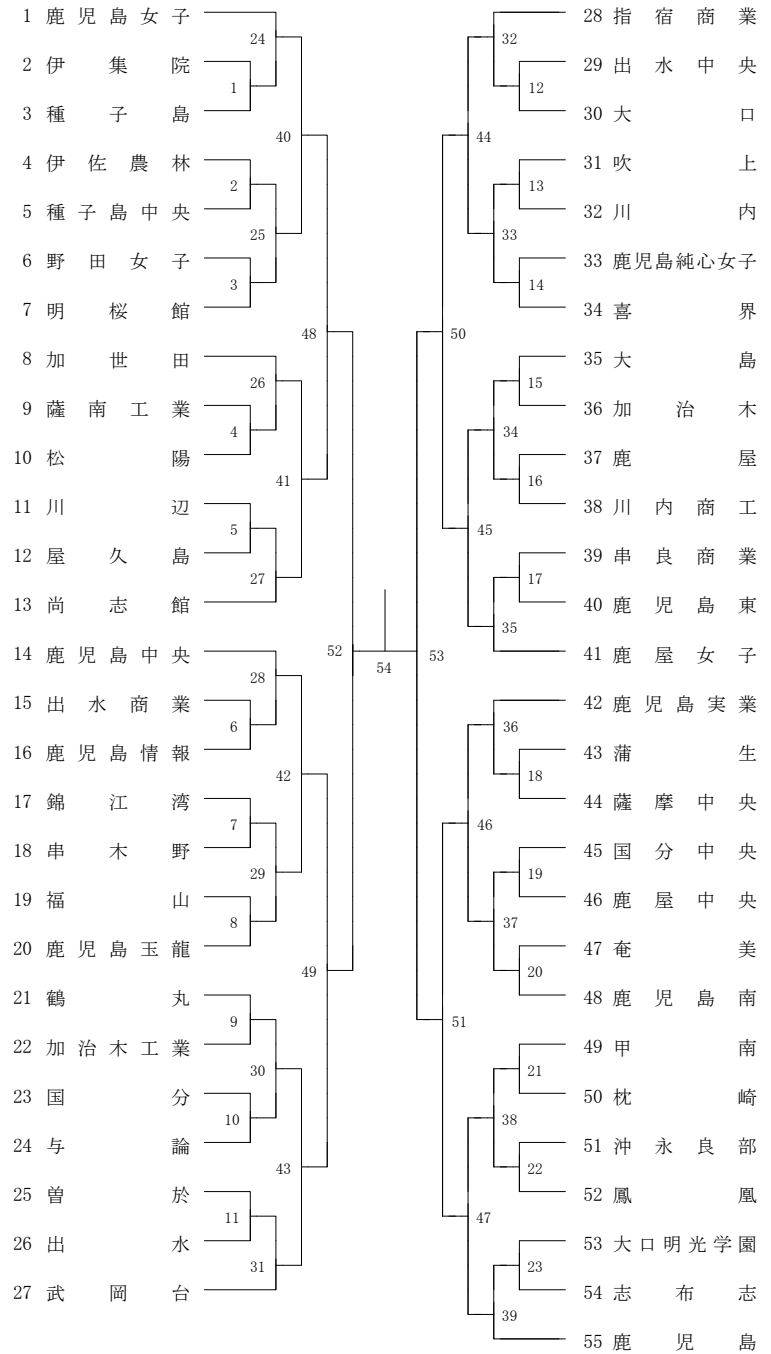 1 鹿児島女子
24
2 伊集院
1
3 種子島
40
4 伊佐農林
2
5 種子島中央
25
6 野田女子
3
7 明桜館
48
8 加世田
26
9 薩南工業
4
10 松陽
41
11 川辺
5
12 屋久島
27
13 尚志館
14 鹿児島中央
28
15 出水商業
6
16 鹿児島情報
42
17 錦江湾
7
18 串木野
29
19 福山
8
20 鹿児島玉龍
49
21 鶴丸
9
22 加治木工業
30
23 国分
10
24 与論
43
25 曽於
11
26 出水
31
27 武岡台
52
54
53
28 指宿商業
32
29 出水中央
12
30 大口
44
31 吹上
13
32 川内
33
33 鹿児島純心女子
14
34 喜界
50
35 大島
15
36 加治木
34
37 鹿屋
16
38 川内商工
45
39 串良商業
17
40 鹿児島東
35
41 鹿屋女子
42 鹿児島実業
36
43 蒲生
18
44 薩摩中央
46
45 国分中央
19
46 鹿屋中央
37
47 奄美
20
48 鹿児島南
51
49 甲南
21
50 枕崎
38
51 沖永良部
22
52 鳳凰
47
53 大口明光学園
23
54 志布志
39
55 鹿児島